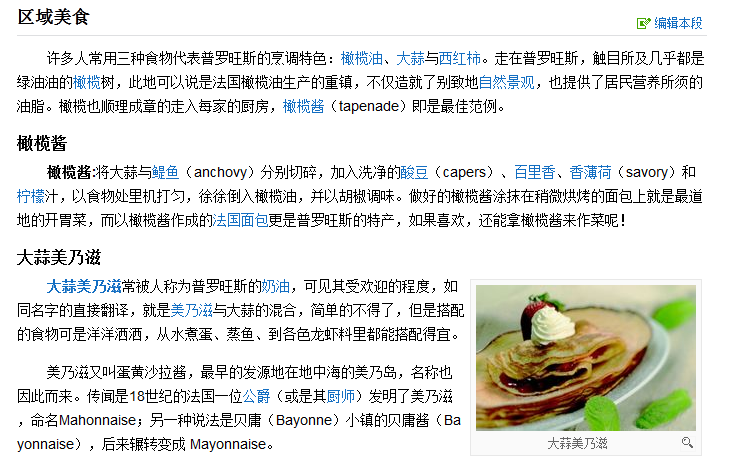 区域美食
编辑本段
许多人常用三种食物代表普罗旺斯的烹调特色：橄榄油、大蒜与西红柿。走在普罗旺斯，触目所及几乎都是
绿油油的橄榄树，此地可以说是法国橄榄油生产的重镇，不仅造就了别致地自然景观，也提供了居民营养所须的
油脂。橄榄也顺理成章的走入每家的厨房，橄榄酱（tapenade）即是最佳范例。
橄榄酱
橄榄酱:将大蒜与鳀鱼（anchovy）分别切碎，加入洗净的酸豆（capers）、百里香、香薄荷（savory）和
柠檬汁，以食物处里机打匀，徐徐倒入橄榄油，并以胡椒调味。做好的橄榄酱涂抹在稍微烘烤的面包上就是最道
地的开胃菜，而以橄榄酱作成的法国面包更是普罗旺斯的特产，如果喜欢，还能拿橄榄酱来作菜呢！
大蒜美乃滋
大蒜美乃滋常被人称为普罗旺斯的奶油，可见其受欢迎的程度，如
同名字的直接翻译，就是美乃滋与大蒜的混合，简单的不得了，但是搭配
的食物可是洋洋洒洒，从水煮蛋、蒸鱼、到各色龙虾料里都能搭配得宜。
美乃滋又叫蛋黄沙拉酱，最早的发源地在地中海的美乃岛，名称也
因此而来。传闻是18世纪的法国一位公爵（或是其厨师）发明了美乃滋
，命名Mahonnaise；另一种说法是贝庸（Bayonne）小镇的贝庸酱（Ba
yonnaise），后来辗转变成 Mayonnaise。
大蒜美乃滋